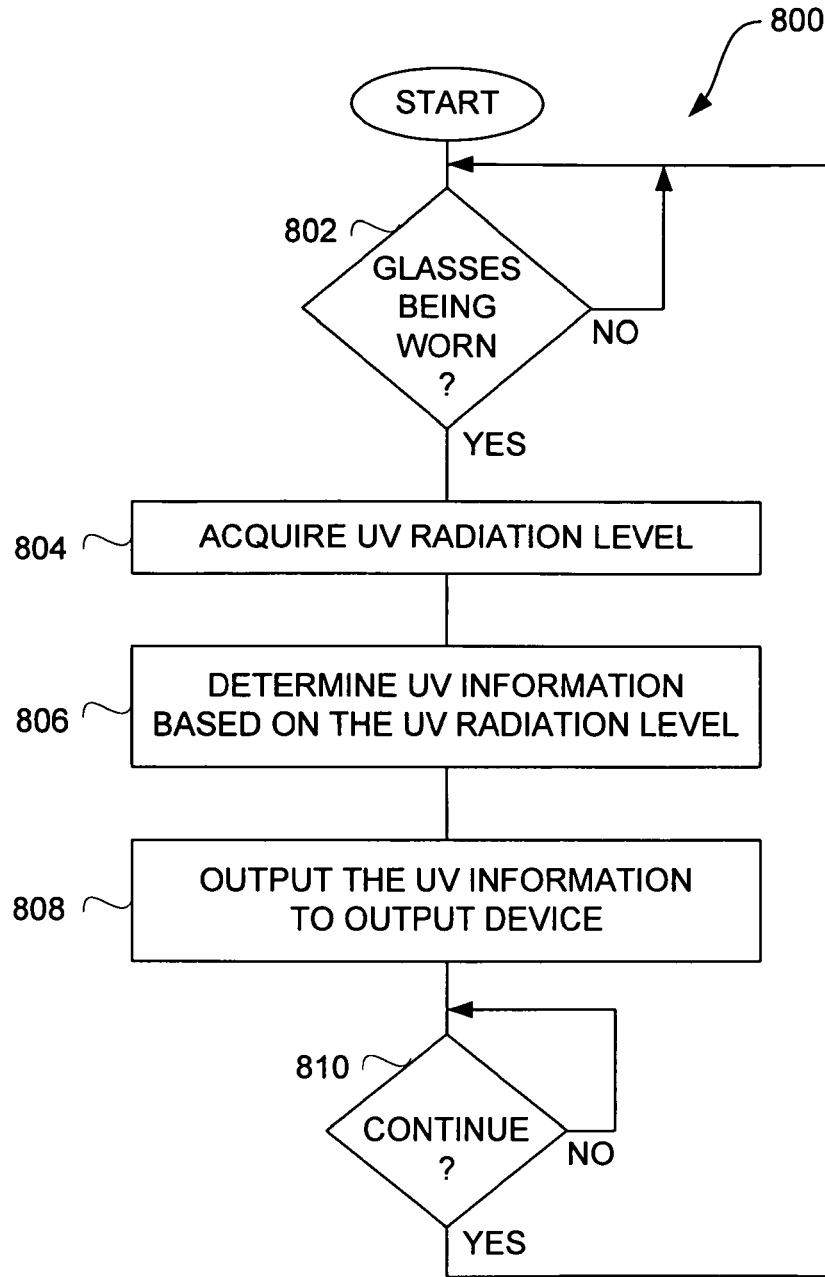 800
START
802
GLASSES
BEING
WORN
?
NO
YES
804
ACQUIRE UV RADIATION LEVEL
806
DETERMINE UV INFORMATION
BASED ON THE UV RADIATION LEVEL
808
OUTPUT THE UV INFORMATION
TO OUTPUT DEVICE
810
CONTINUE
?
NO
YES